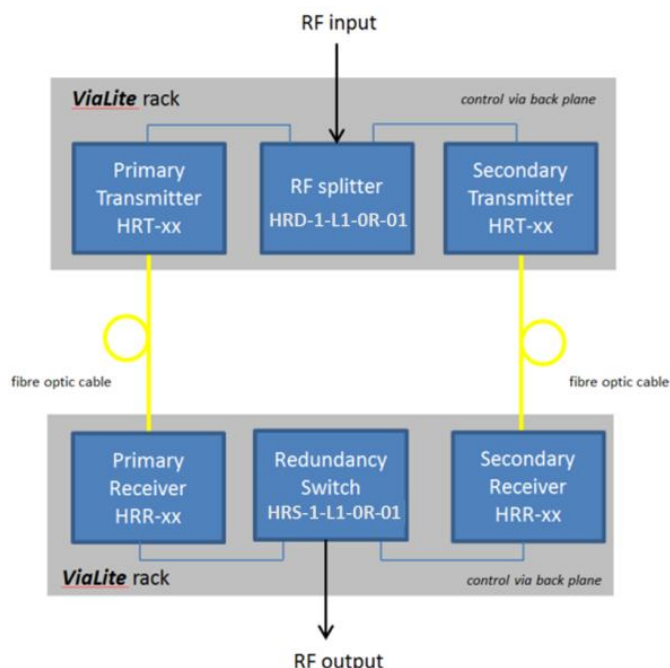 RF input
ViaLite rack
control via back plane
Primary
Transmitter
HRT-xx
RF splitter
HRD-1-L1-0R-01
Secondary
Transmitter
HRT-xx
fibre optic cable
fibre optic cable
Primary
Receiver
HRR-xx
Redundancy
Switch
HRS-1-L1-0R-01
Secondary
Receiver
HRR-xx
ViaLite rack
control via back plane
RF output